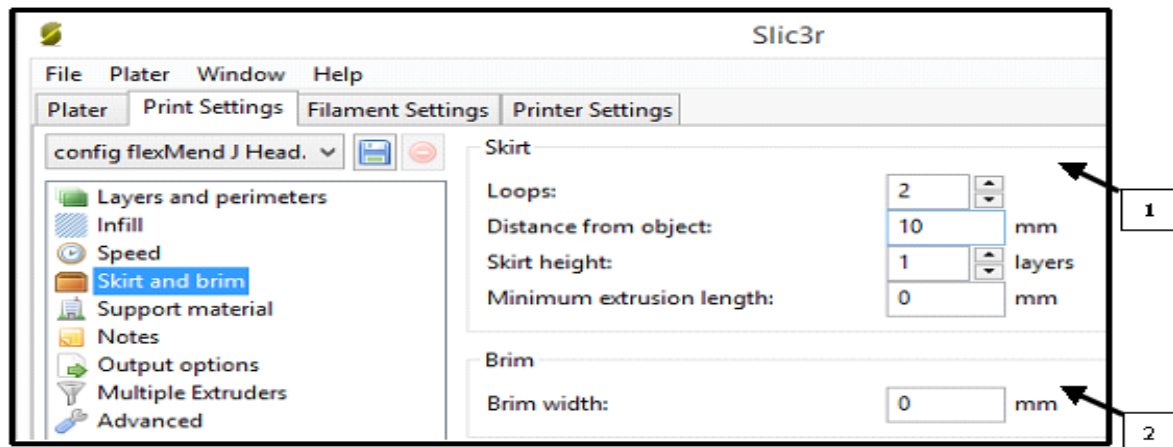 Slic3r
File Plater Window Help
Plater Print Settings Filament Settings Printer Settings
config flexMend J Head.
Layers and perimeters
Infill
Speed
Skirt and brim
Support material
Notes
Output options
Multiple Extruders
Advanced
Skirt
Loops: 2
Distance from object: 10 mm
Skirt height: 1 layers
Minimum extrusion length: 0 mm
Brim
Brim width: 0 mm
1
2